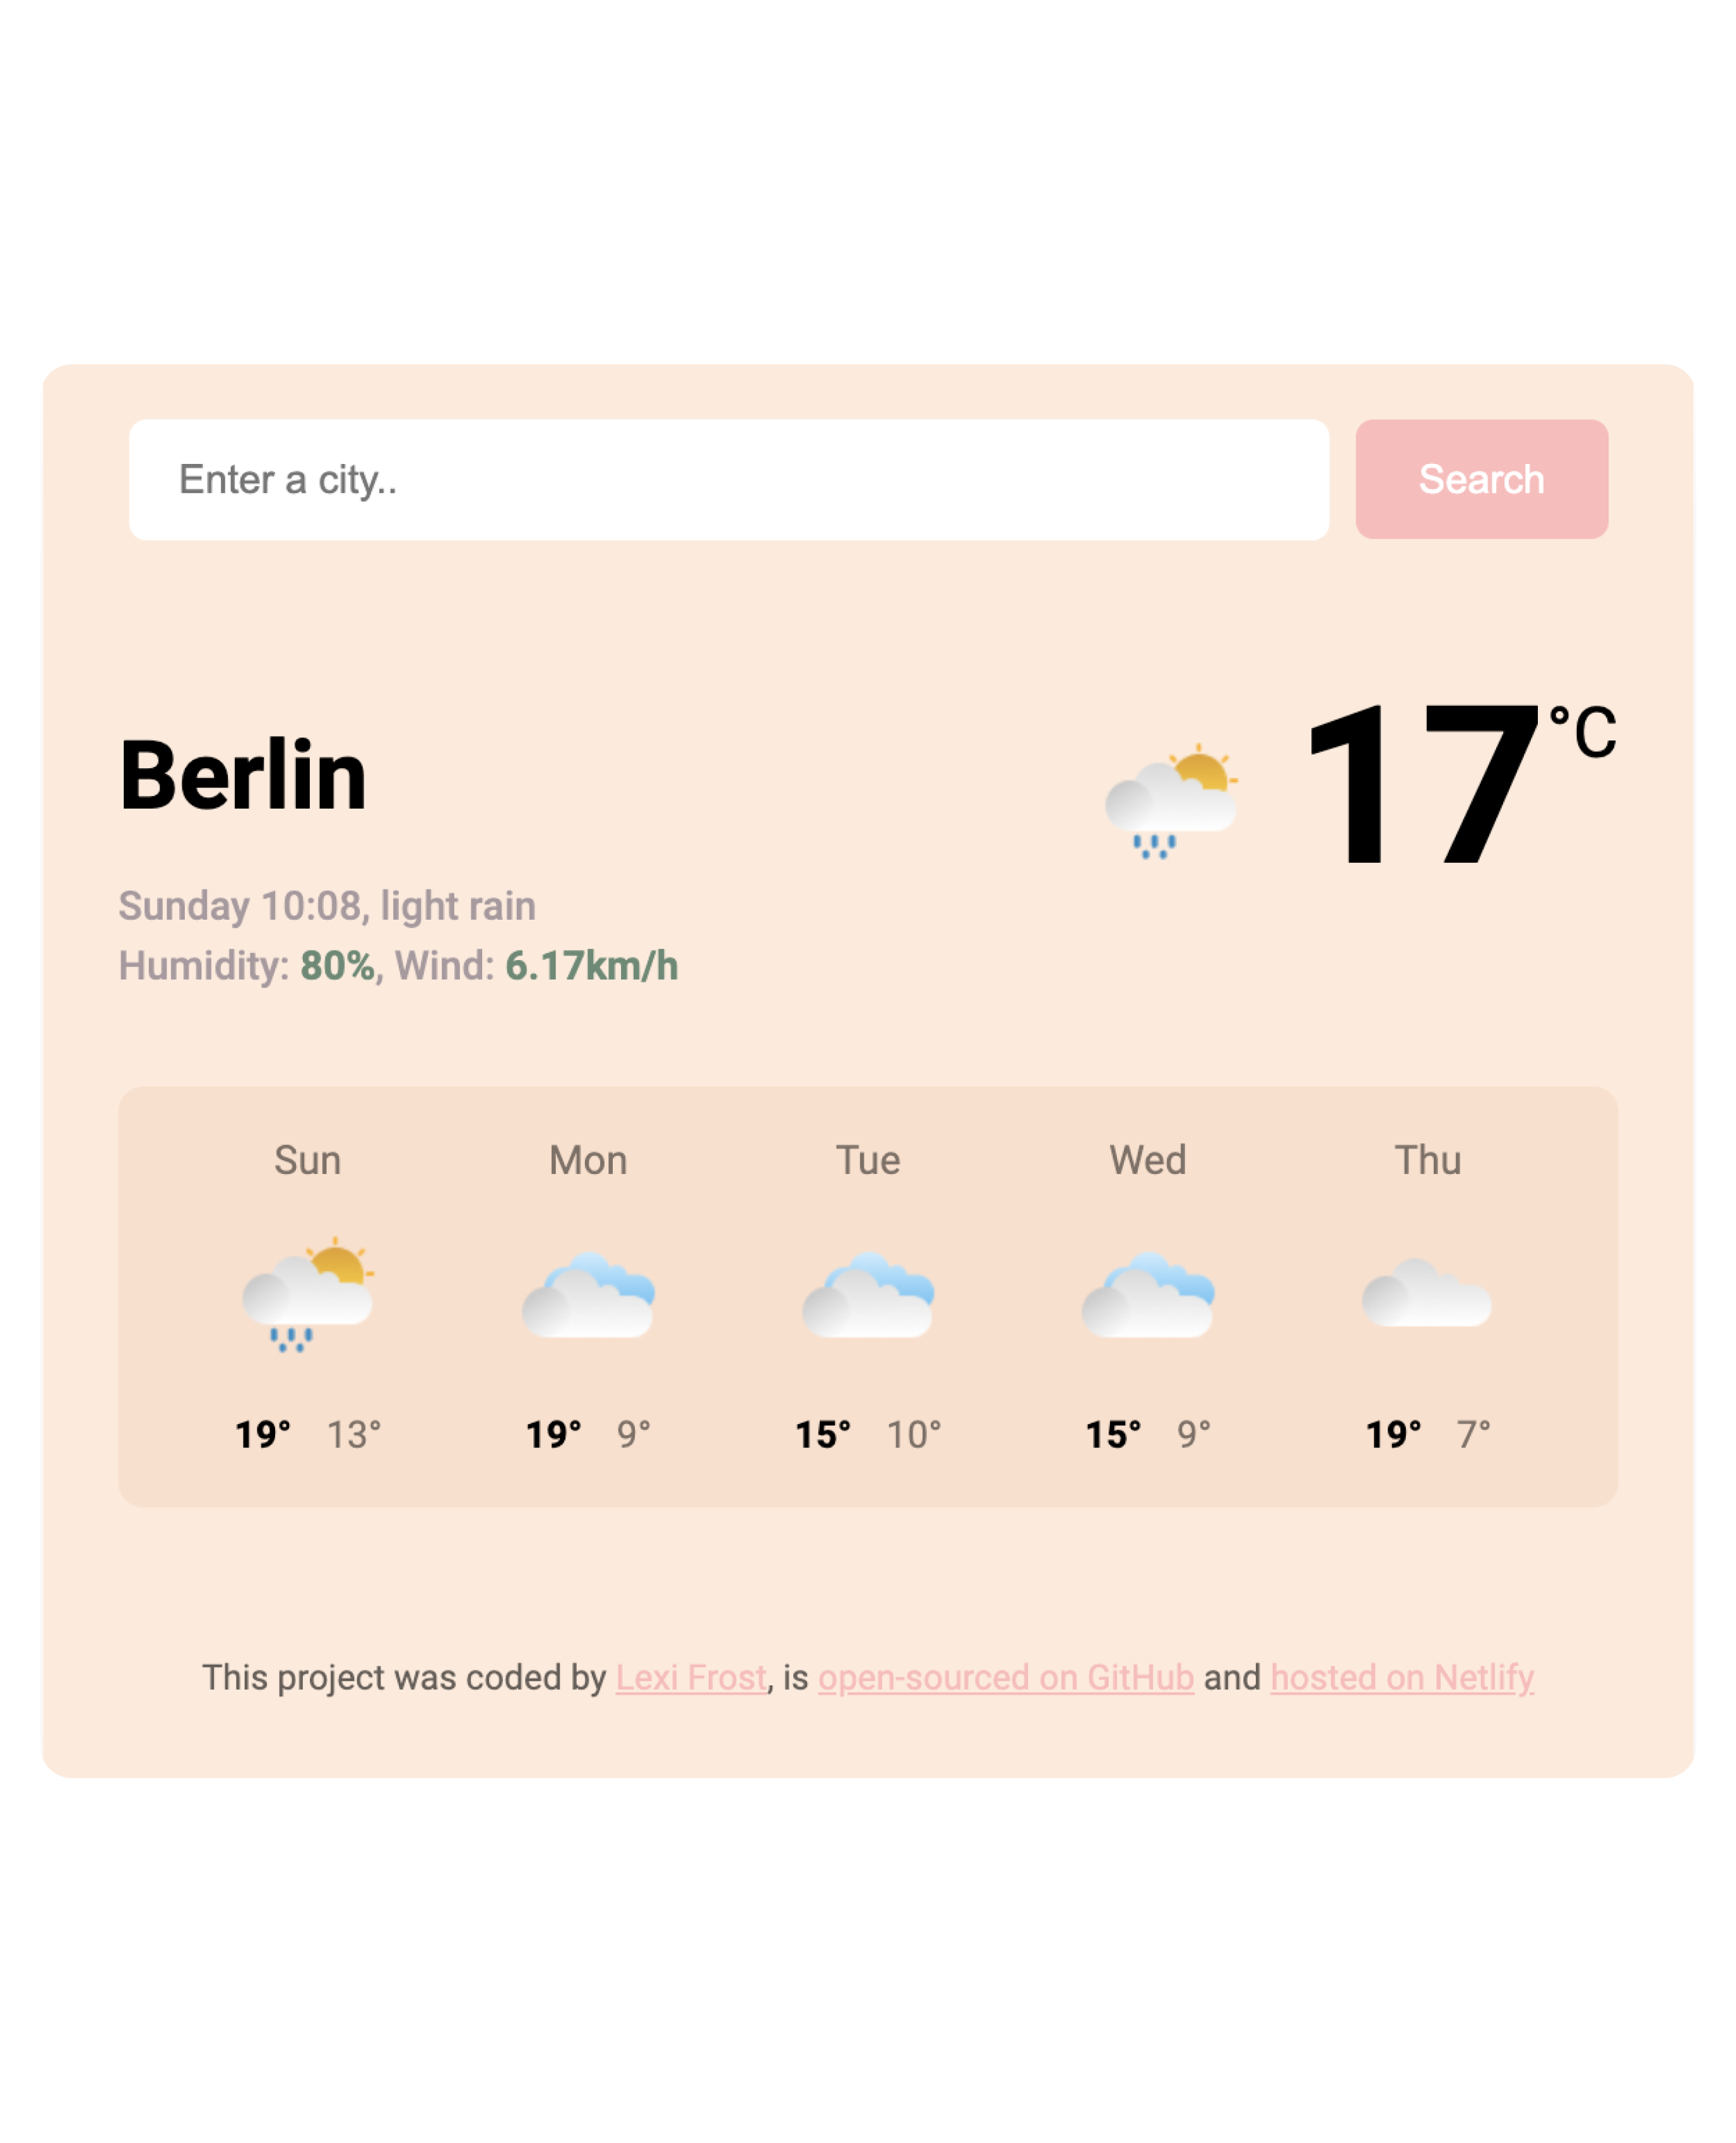 Enter a city..
Search
Berlin
17°C
Sunday 10:08, light rain
Humidity: 80%, Wind: 6.17km/h
Sun Mon Tue Wed Thu
19° 13° 19° 9° 15° 10° 15° 9° 19° 7°
This project was coded by Lexi Frost, is open-sourced on GitHub and hosted on Netlify